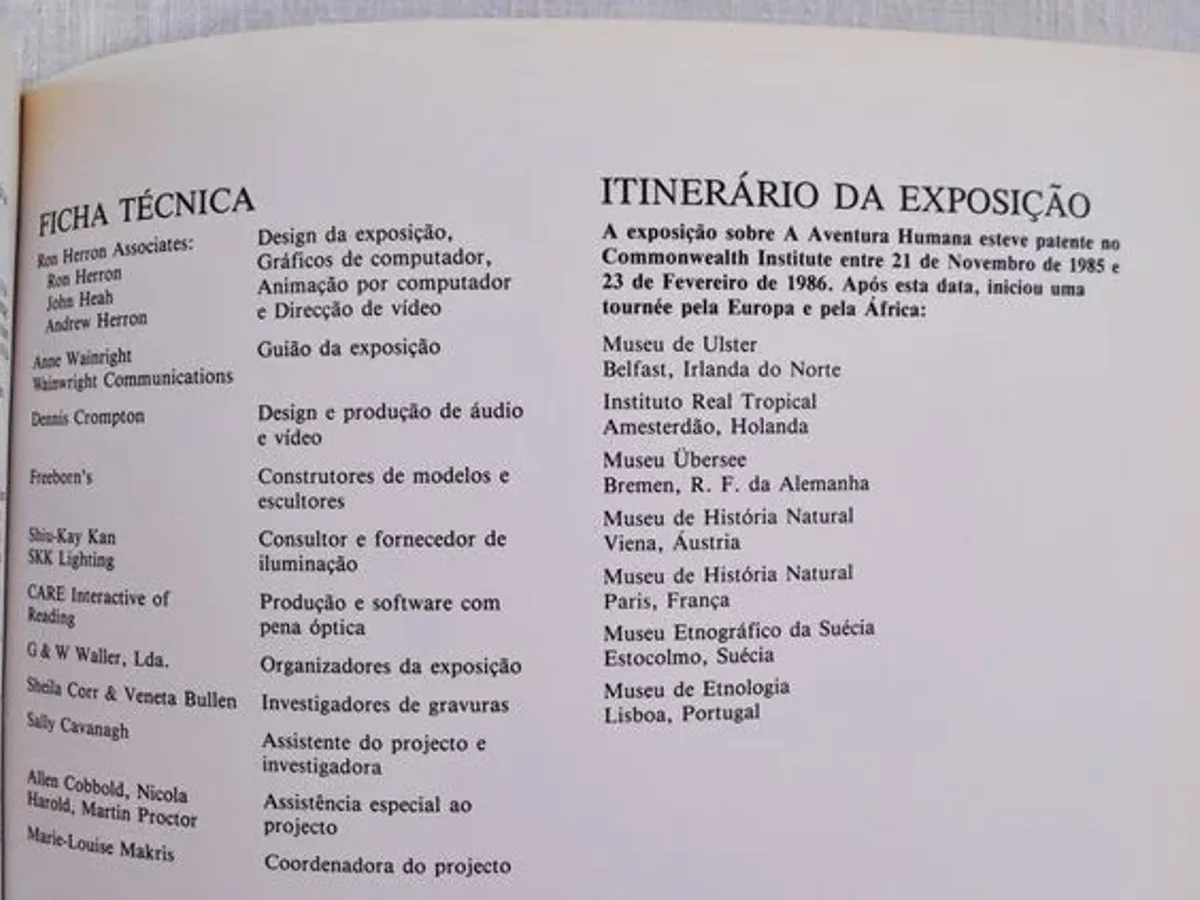 FICHA TÉCNICA
Ron Herron Associates:
Ron Herron
John Heah
Andrew Herron
Design da exposição,
Gráficos de computador,
Animação por computador
e Direcção de vídeo
Anne Wainright
Wainwright Communications
Guião da exposição
Dennis Crompton
Design e produção de áudio
e vídeo
Freeborn's
Construtores de modelos e
escultores
Shiu-Kay Kan
SKK Lighting
Consultor e fornecedor de
iluminação
CARE Interactive of
Reading
Produção e software com
pena óptica
G & W Waller, Lda.
Organizadores da exposição
Sheila Corr & Veneta Bullen
Investigadores de gravuras
Sally Cavanagh
Assistente do projecto e
investigadora
Allen Cobbold, Nicola
Harold, Martin Proctor
Assistência especial ao
projecto
Marie-Louise Makris
Coordenadora do projecto
ITINERÁRIO DA EXPOSIÇÃO
A exposição sobre A Aventura Humana esteve patente no
Commonwealth Institute entre 21 de Novembro de 1985 e
23 de Fevereiro de 1986. Após esta data, iniciou uma
tournée pela Europa e pela África:
Museu de Ulster
Belfast, Irlanda do Norte
Instituto Real Tropical
Amesterdão, Holanda
Museu Übersee
Bremen, R. F. da Alemanha
Museu de História Natural
Viena, Áustria
Museu de História Natural
Paris, França
Museu Etnográfico da Suécia
Estocolmo, Suécia
Museu de Etnologia
Lisboa, Portugal